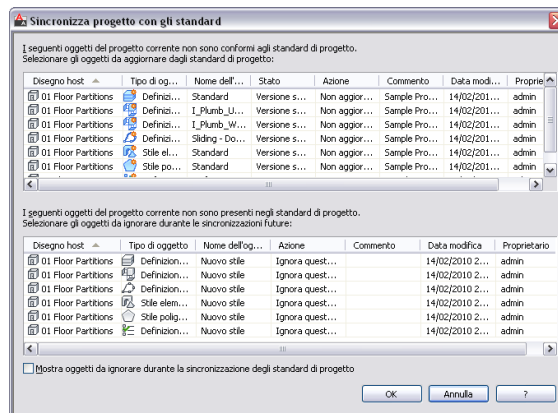 Sincronizza progetto con gli standard
I seguenti oggetti del progetto corrente non sono conformi agli standard di progetto.
Selezionare gli oggetti da aggiornare dagli standard di progetto:
Disegno host Tipo di og... Nome dell'... Stato Azione Commento Data modi... Proprie
01 Floor Partitions Definizi... Standard Versione s... Non aggior... Sample Pro... 14/02/201... admin
01 Floor Partitions Definizi... I_Plumb_U... Versione s... Non aggior... Sample Pro... 14/02/201... admin
01 Floor Partitions Definizi... I_Plumb_W... Versione s... Non aggior... Sample Pro... 14/02/201... admin
01 Floor Partitions Definizi... Sliding - Do... Versione s... Non aggior... Sample Pro... 14/02/201... admin
01 Floor Partitions Stile el... Standard Versione s... Non aggior... Sample Pro... 14/02/201... admin
01 Floor Partitions Stile po... Standard Versione s... Non aggior... Sample Pro... 14/02/201... admin
I seguenti oggetti del progetto corrente non sono presenti negli standard di progetto.
Selezionare gli oggetti da ignorare durante le sincronizzazioni future:
Disegno host Tipo di oggetto Nome dell'og... Azione Commento Data modifica Proprietario
01 Floor Partitions Definizion... Nuovo stile Ignora quest... 14/02/2010 2... admin
01 Floor Partitions Definizion... Nuovo stile Ignora quest... 14/02/2010 2... admin
01 Floor Partitions Definizion... Nuovo stile Ignora quest... 14/02/2010 2... admin
01 Floor Partitions Stile elem... Nuovo stile Ignora quest... 14/02/2010 2... admin
01 Floor Partitions Stile polig... Nuovo stile Ignora quest... 14/02/2010 2... admin
01 Floor Partitions Definizion... Nuovo stile Ignora quest... 14/02/2010 2... admin
Mostra oggetti da ignorare durante la sincronizzazione degli standard di progetto
OK Annulla ?